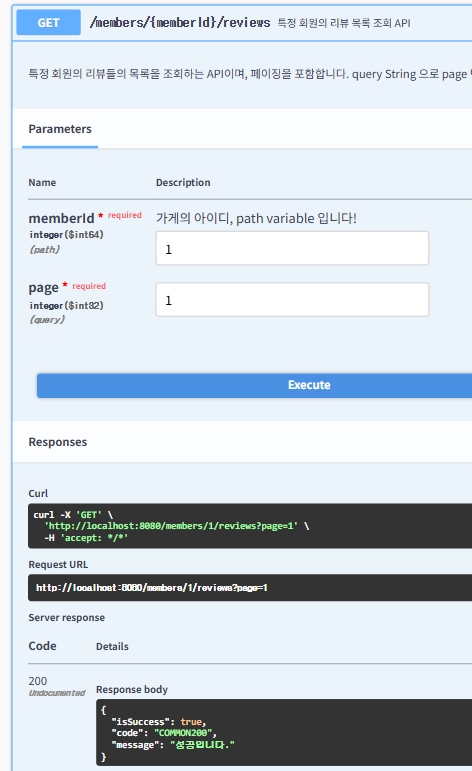 GET /members/{memberId}/reviews 특정 회원의 리뷰 목록 조회 API
특정 회원의 리뷰들의 목록을 조회하는 API이며, 페이징을 포함합니다. query String 으로 page
Parameters
Name Description
memberId * required 가게의 아이디, path variable 입니다!
integer($int64) 1
(path)
page * required
integer($int32) 1
(query)
Execute
Responses
Curl
curl -X 'GET' \
'http://localhost:8080/members/1/reviews?page=1' \
-H 'accept: */*'
Request URL
http://localhost:8080/members/1/reviews?page=1
Server response
Code Details
200
Undocumented
Response body
{
"isSuccess": true,
"code": "COMMON200",
"message": "성공입니다."
}